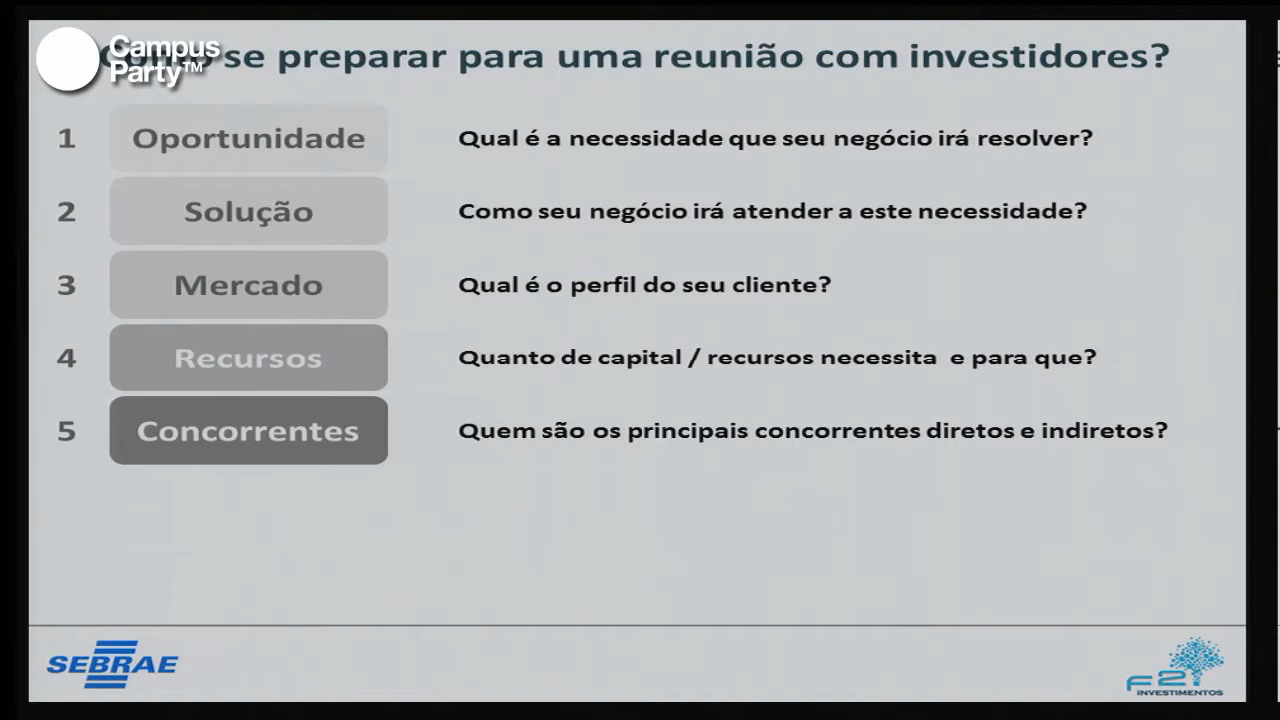 Campus
Party™
se preparar para uma reunião com investidores?
1 Oportunidade Qual é a necessidade que seu negócio irá resolver?
2 Solução Como seu negócio irá atender a este necessidade?
3 Mercado Qual é o perfil do seu cliente?
4 Recursos Quanto de capital / recursos necessita e para que?
5 Concorrentes Quem são os principais concorrentes diretos e indiretos?
SEBRAE
F2i
INVESTIMENTOS